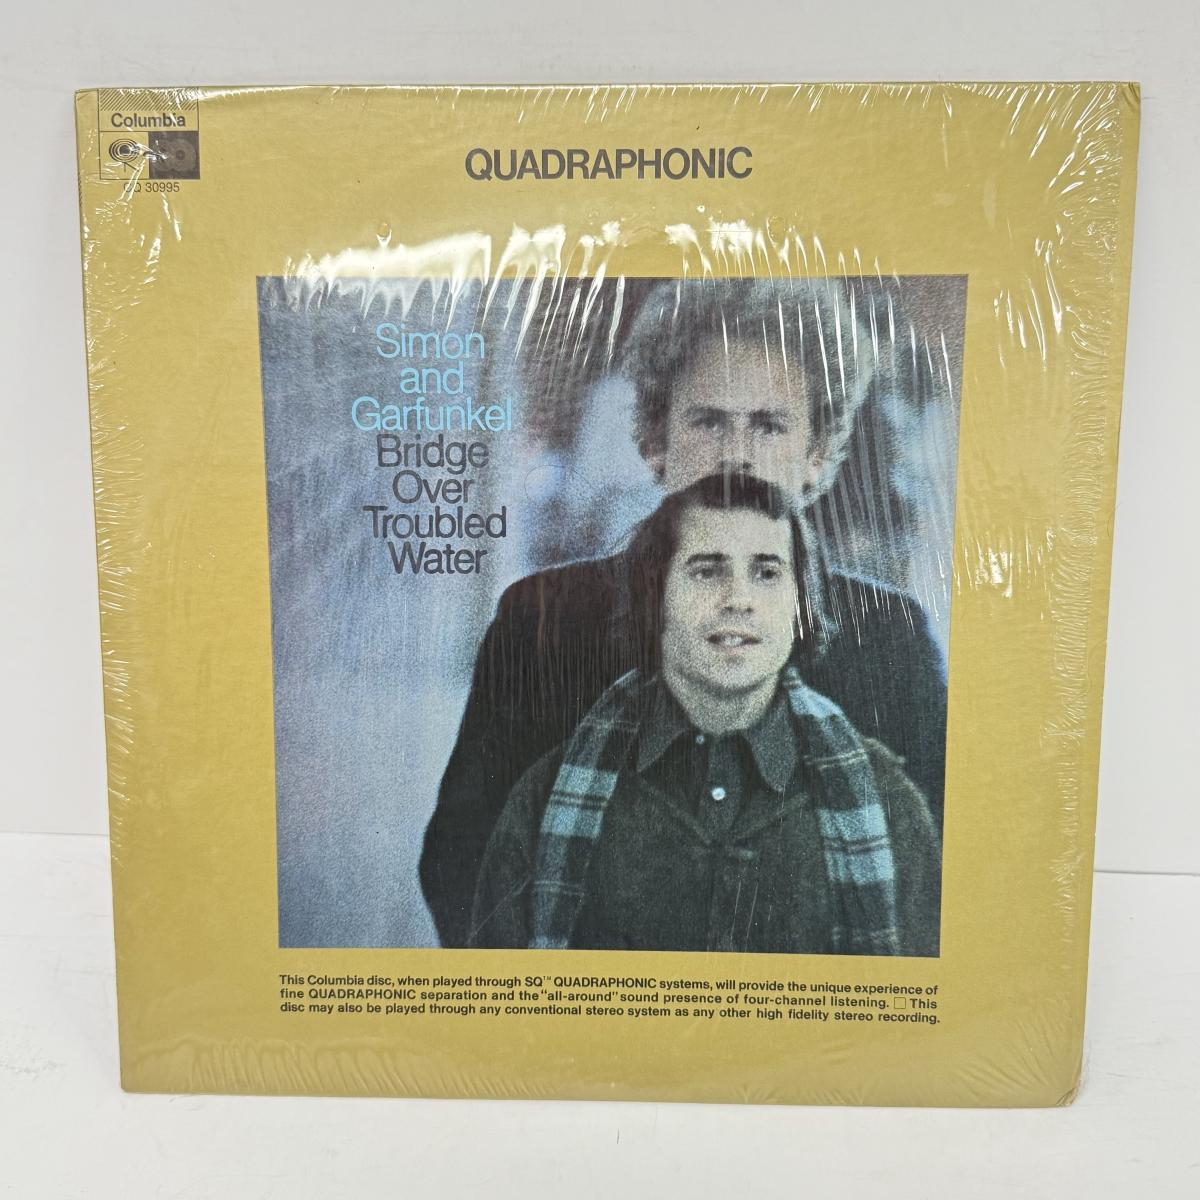 Columbia
CQ 30995
QUADRAPHONIC
Simon
and
Garfunkel
Bridge
Over
Troubled
Water
This Columbia disc, when played through SQ™ QUADRAPHONIC systems, will provide the unique experience of
fine QUADRAPHONIC separation and the "all-around" sound presence of four-channel listening. □ This
disc may also be played through any conventional stereo system as any other high fidelity stereo recording.